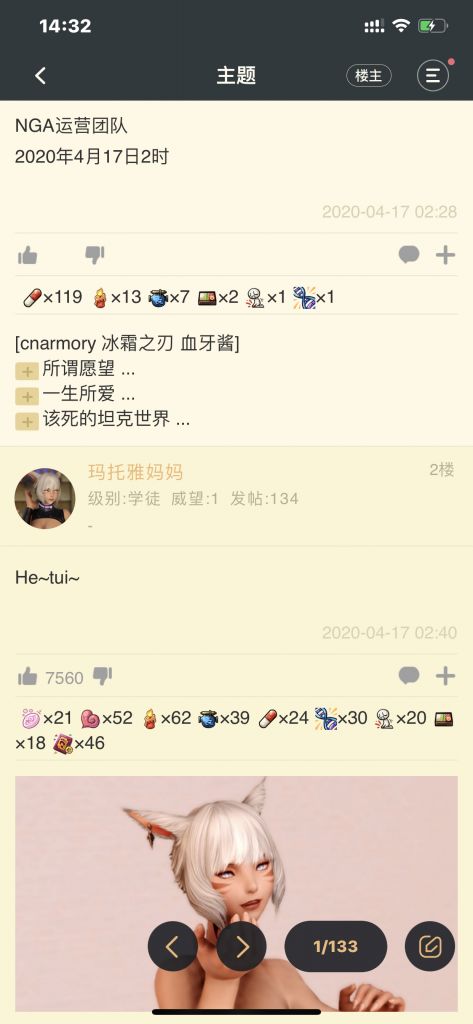 14:32
主题
楼主
NGA运营团队
2020年4月17日2时
2020-04-17 02:28
×119 ×13 ×7 ×2 ×1 ×1
[cnarmory 冰霜之刃 血牙酱]
所谓愿望 ...
一生所爱 ...
该死的坦克世界 ...
玛托雅妈妈 2楼
级别:学徒 威望:1 发帖:134
-
He~tui~
2020-04-17 02:40
7560
×21 ×52 ×62 ×39 ×24 ×30 ×20
×18 ×46
1/133